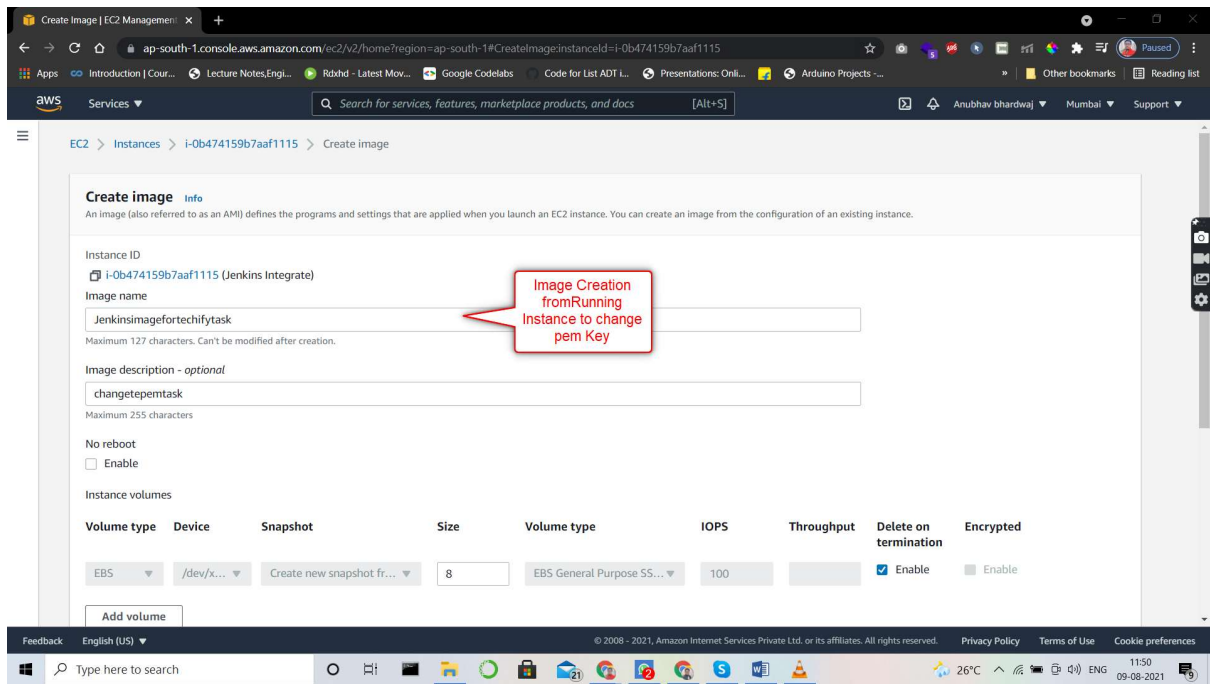 Create Image | EC2 Managemen
ap-south-1.console.aws.amazon.com/ec2/v2/home?region=ap-south-1#CreateImage:instanceId=i-0b474159b7aaf1115
Paused
Apps
Introduction | Cour...
Lecture Notes,Engi...
Rdxhd - Latest Mov...
Google Codelabs
Code for List ADT i...
Presentations: Onli...
Arduino Projects -...
»
Other bookmarks
Reading list
aws
Services
Search for services, features, marketplace products, and docs
[Alt+S]
Anubhav bhardwaj
Mumbai
Support
EC2 > Instances > i-0b474159b7aaf1115 > Create image
Create image Info
An image (also referred to as an AMI) defines the programs and settings that are applied when you launch an EC2 instance. You can create an image from the configuration of an existing instance.
Instance ID
i-0b474159b7aaf1115 (Jenkins Integrate)
Image name
Jenkinsimagefortechifytask
Maximum 127 characters. Can't be modified after creation.
Image Creation
fromRunning
Instance to change
pem Key
Image description - optional
changetepemtask
Maximum 255 characters
No reboot
Enable
Instance volumes
Volume type Device Snapshot Size Volume type IOPS Throughput Delete on termination Encrypted
EBS /dev/x... Create new snapshot fr... 8 EBS General Purpose SS... 100 Enable Enable
Add volume
Feedback English (US) © 2008 - 2021, Amazon Internet Services Private Ltd. or its affiliates. All rights reserved. Privacy Policy Terms of Use Cookie preferences
Type here to search
21
2
26°C
ENG
11:50
09-08-2021
9